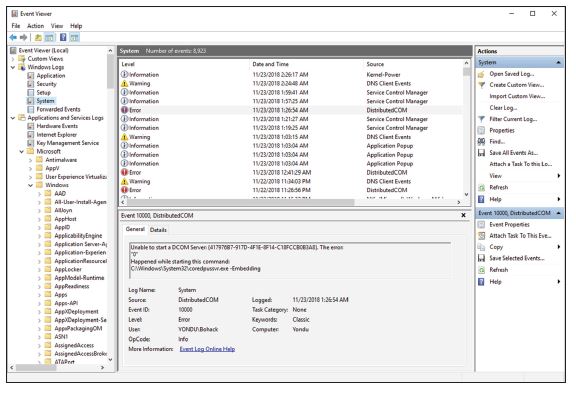 Event Viewer
File Action View Help
Event Viewer (Local)
Custom Views
Windows Logs
Application
Security
Setup
System
Forwarded Events
Applications and Services Logs
Hardware Events
Internet Explorer
Key Management Service
Microsoft
Antimalware
AppV
User Experience Virtualiza
Windows
AAD
All-User-Install-Agen
AllJoyn
AppHost
AppID
ApplicabilityEngine
Application Server-Ap
Application-Experien
ApplicationResourcel
AppLocker
AppModel-Runtime
AppReadiness
Apps
Apps-API
AppXDeployment
AppXDeployment-Se
AppxPackagingOM
ASN1
AssignedAccess
AssignedAccessBroke
ATAPort
System Number of events: 8,923
Level Date and Time Source
Information 11/23/2018 2:26:17 AM Kernel-Power
Warning 11/23/2018 2:24:48 AM DNS Client Events
Information 11/23/2018 1:59:41 AM Service Control Manager
Information 11/23/2018 1:57:25 AM Service Control Manager
Error 11/23/2018 1:26:54 AM DistributedCOM
Information 11/23/2018 1:21:27 AM Service Control Manager
Information 11/23/2018 1:19:25 AM Service Control Manager
Warning 11/23/2018 1:03:15 AM DNS Client Events
Information 11/23/2018 1:03:04 AM Application Popup
Information 11/23/2018 1:03:04 AM Application Popup
Information 11/23/2018 1:03:04 AM Application Popup
Error 11/23/2018 12:41:29 AM DistributedCOM
Warning 11/22/2018 11:34:03 PM DNS Client Events
Error 11/22/2018 11:26:56 PM DistributedCOM
Event 10000, DistributedCOM
General Details
Unable to start a DCOM Server: {417976B7-917D-4F1E-8F14-C18FCCB0B3A8}. The error:
"0"
Happened while starting this command:
C:\Windows\System32\coredpussvr.exe -Embedding
Log Name: System
Source: DistributedCOM Logged: 11/23/2018 1:26:54 AM
Event ID: 10000 Task Category: None
Level: Error Keywords: Classic
User: YONDU\Bohack Computer: Yondu
OpCode: Info
More Information: Event Log Online Help
Actions
System
Open Saved Log...
Create Custom View...
Import Custom View...
Clear Log...
Filter Current Log...
Properties
Find...
Save All Events As...
Attach a Task To this Lo...
View
Refresh
Help
Event 10000, DistributedCOM
Event Properties
Attach Task To This Eve...
Copy
Save Selected Events...
Refresh
Help